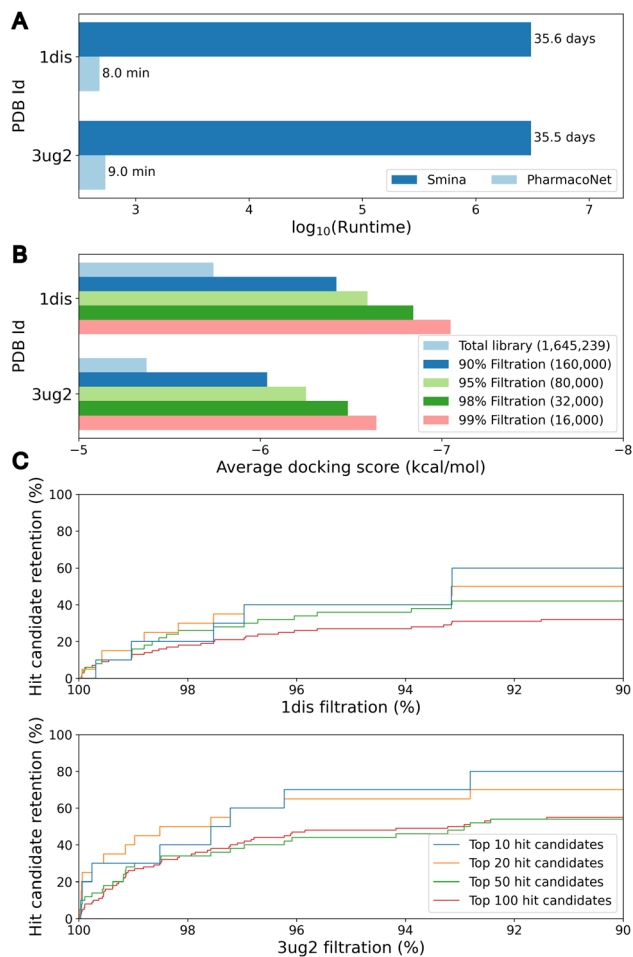 A
PDB Id
1dis
35.6 days
8.0 min
3ug2
35.5 days
9.0 min
Smina
PharmacoNet
3 4 5 6 7
log10(Runtime)
B
PDB Id
1dis
3ug2
Total library (1,645,239)
90% Filtration (160,000)
95% Filtration (80,000)
98% Filtration (32,000)
99% Filtration (16,000)
−5 −6 −7 −8
Average docking score (kcal/mol)
C
Hit candidate retention (%)
100
80
60
40
20
0
100 98 96 94 92 90
1dis filtration (%)
Hit candidate retention (%)
100
80
60
40
20
0
Top 10 hit candidates
Top 20 hit candidates
Top 50 hit candidates
Top 100 hit candidates
100 98 96 94 92 90
3ug2 filtration (%)